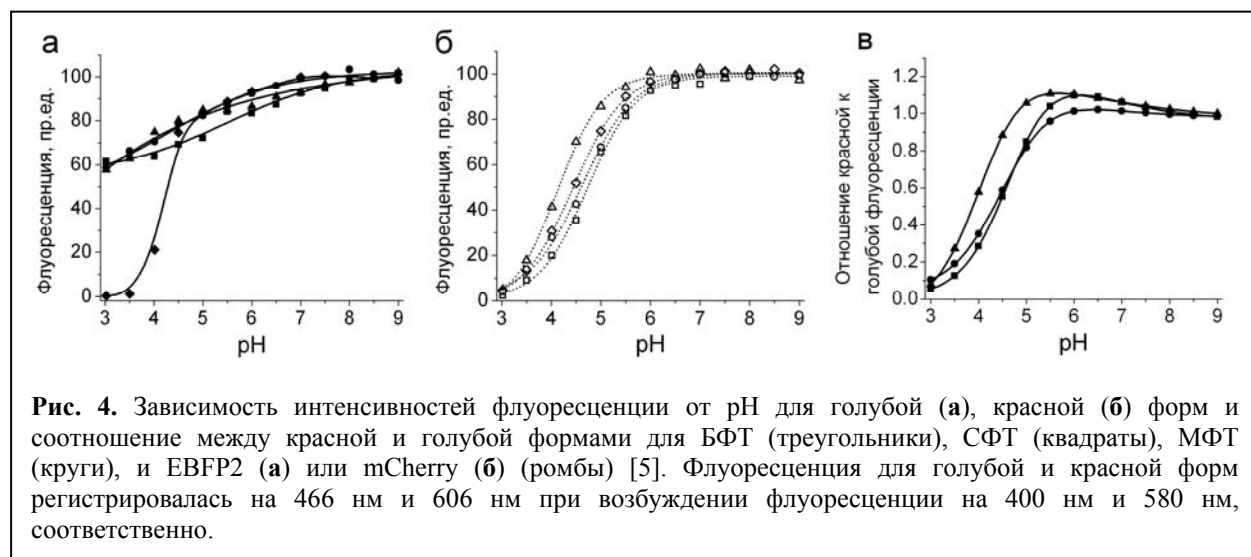 а
б
в
Флуоресценция, пр.ед.
100
80
60
40
20
0
3 4 5 6 7 8 9
pH
Флуоресценция, пр.ед.
100
80
60
40
20
0
3 4 5 6 7 8 9
pH
Отношение красной к
голубой флуоресценции
1.2
1.0
0.8
0.6
0.4
0.2
0.0
3 4 5 6 7 8 9
pH
Рис. 4. Зависимость интенсивностей флуоресценции от pH для голубой (а), красной (б) форм и
соотношение между красной и голубой формами для БФТ (треугольники), СФТ (квадраты), МФТ
(круги), и EBFP2 (а) или mCherry (б) (ромбы) [5]. Флуоресценция для голубой и красной форм
регистрировалась на 466 нм и 606 нм при возбуждении флуоресценции на 400 нм и 580 нм,
соответственно.